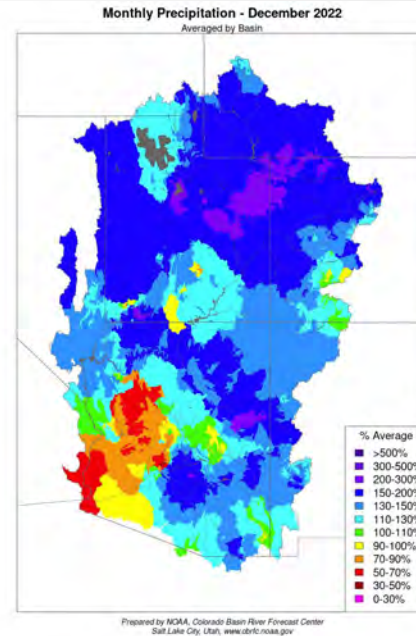 Monthly Precipitation - December 2022
Averaged by Basin
% Average
>500%
300-500%
200-300%
150-200%
130-150%
110-130%
100-110%
90-100%
70-90%
50-70%
30-50%
0-30%
Prepared by NOAA, Colorado Basin River Forecast Center
Salt Lake City, Utah, www.cbrfc.noaa.gov